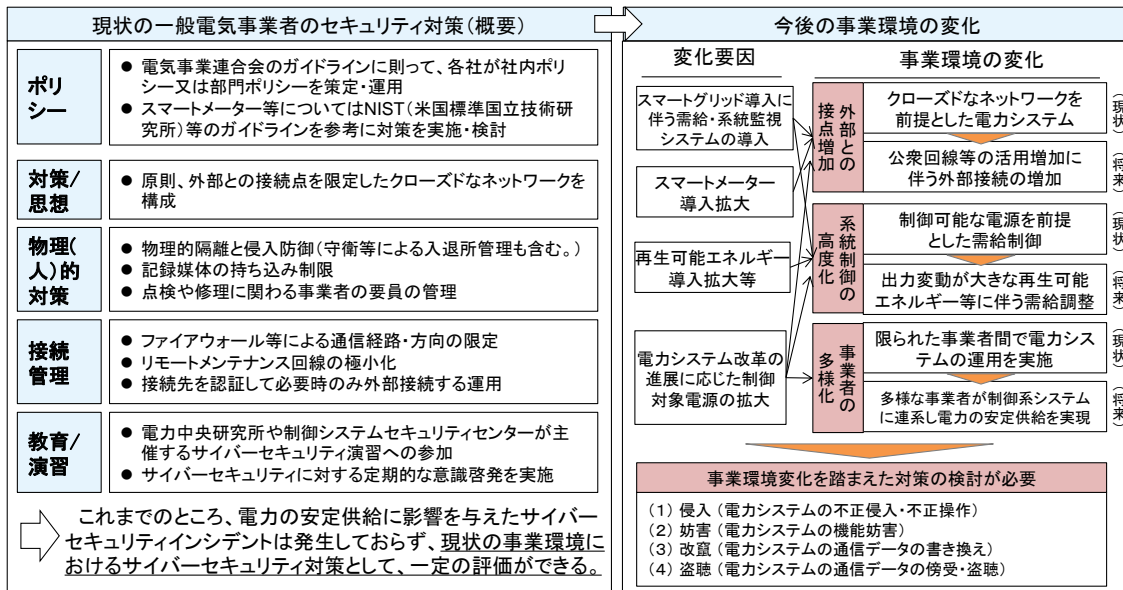 現状の一般電気事業者のセキュリティ対策(概要)
ポリ
シー
● 電気事業連合会のガイドラインに則って、各社が社内ポリ
シー又は部門ポリシーを策定・運用
● スマートメーター等についてはNIST(米国標準国立技術研
究所)等のガイドラインを参考に対策を実施・検討
対策/
思想
● 原則、外部との接続点を限定したクローズドなネットワークを
構成
物理(
人)的
対策
● 物理的隔離と侵入防御(守衛等による入退所管理も含む。)
● 記録媒体の持ち込み制限
● 点検や修理に関わる事業者の要員の管理
接続
管理
● ファイアウォール等による通信経路・方向の限定
● リモートメンテナンス回線の極小化
● 接続先を認証して必要時のみ外部接続する運用
教育/
演習
● 電力中央研究所や制御システムセキュリティセンターが主
催するサイバーセキュリティ演習への参加
● サイバーセキュリティに対する定期的な意識啓発を実施
これまでのところ、電力の安定供給に影響を与えたサイバー
セキュリティインシデントは発生しておらず、現状の事業環境に
おけるサイバーセキュリティ対策として、一定の評価ができる。
今後の事業環境の変化
変化要因
スマートグリッド導入に
伴う需給・系統監視
システムの導入
スマートメーター
導入拡大
再生可能エネルギー
導入拡大等
電力システム改革の
進展に応じた制御
対象電源の拡大
事業環境の変化
外部との
接点増加
クローズドなネットワークを
前提とした電力システム
(現状)
公衆回線等の活用増加に
伴う外部接続の増加
(将来)
系統制御の
高度化
制御可能な電源を前提
とした需給制御
(現状)
出力変動が大きな再生可能
エネルギー等に伴う需給調整
(将来)
事業者の
多様化
限られた事業者間で電力シス
テムの運用を実施
(現状)
多様な事業者が制御系システム
に連系し電力の安定供給を実現
(将来)
事業環境変化を踏まえた対策の検討が必要
(1) 侵入 (電力システムの不正侵入・不正操作)
(2) 妨害 (電力システムの機能妨害)
(3) 改竄 (電力システムの通信データの書き換え)
(4) 盗聴 (電力システムの通信データの傍受・盗聴)